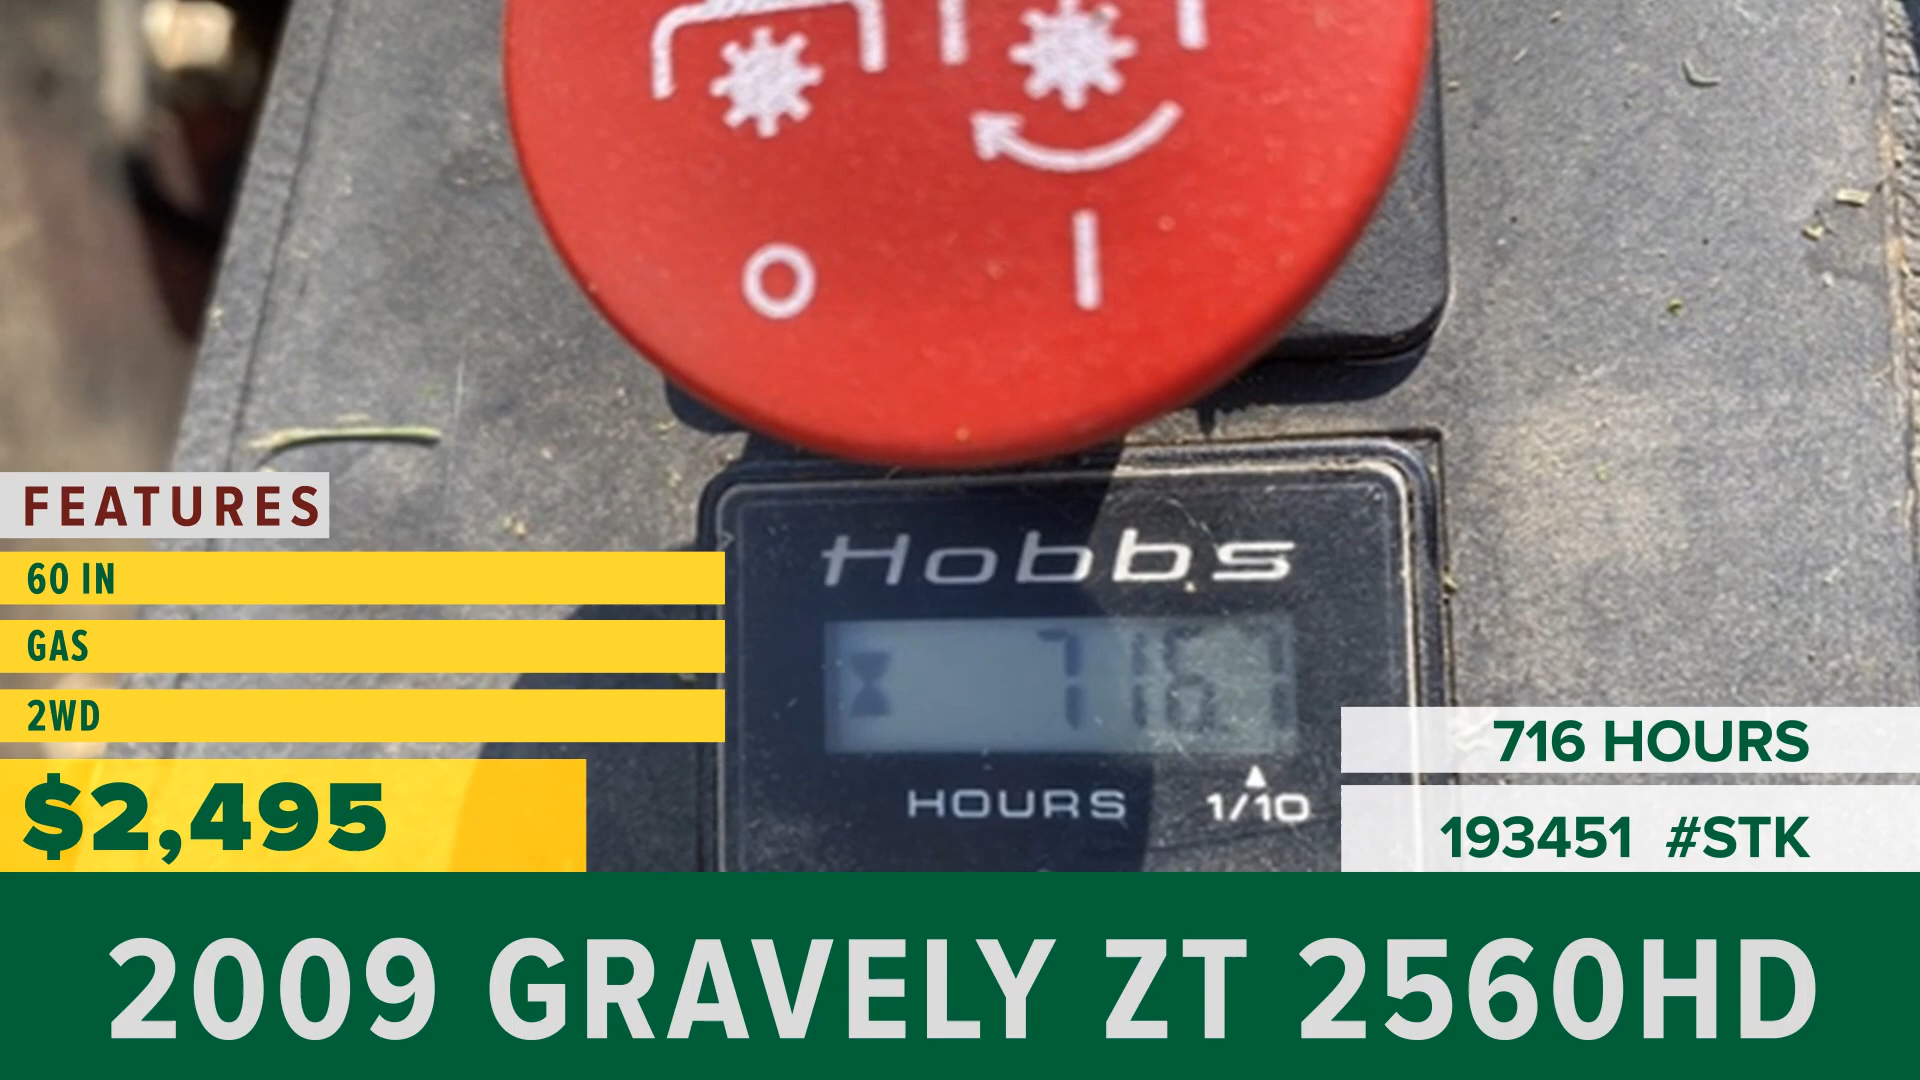 O I
Hobbs
HOURS 1/10
FEATURES
60 IN
GAS
2WD
$2,495
716 HOURS
193451 #STK
2009 GRAVELY ZT 2560HD